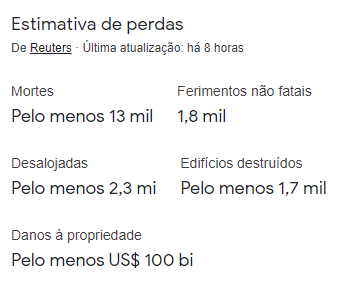 Estimativa de perdas
De Reuters · Última atualização: há 8 horas
Mortes
Pelo menos 13 mil
Ferimentos não fatais
1,8 mil
Desalojadas
Pelo menos 2,3 mi
Edifícios destruídos
Pelo menos 1,7 mil
Danos à propriedade
Pelo menos US$ 100 bi